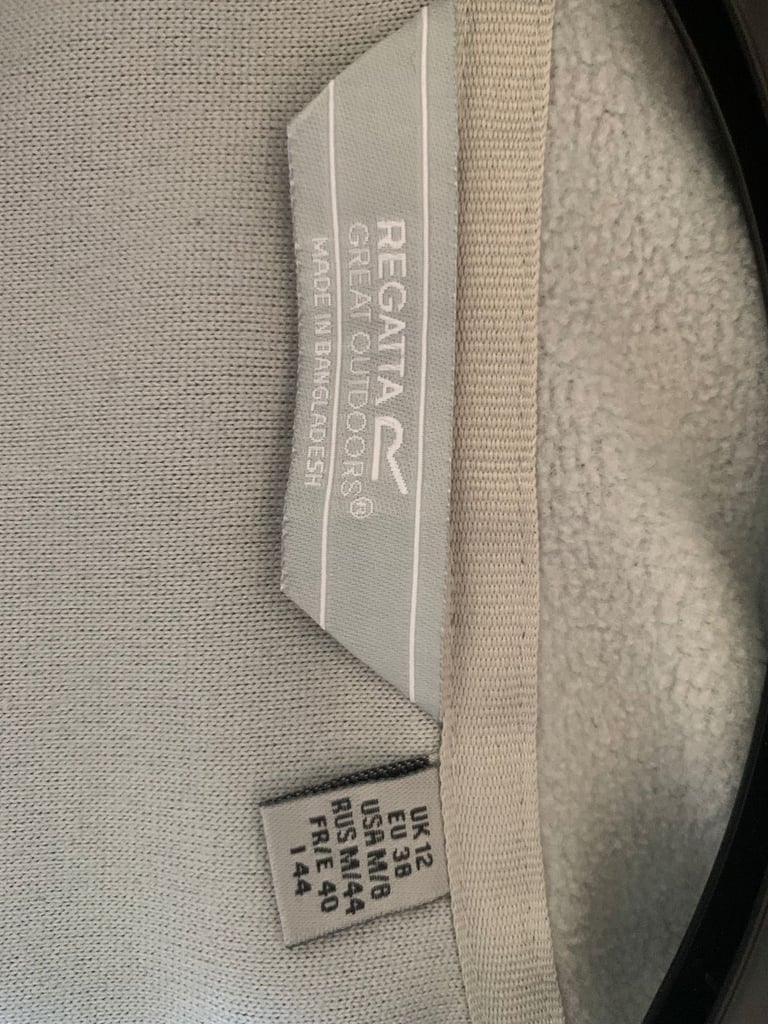 REGATTA
GREAT OUTDOORS®
MADE IN BANGLADESH
UK 12
EU 38
USA M/8
RUS M/44
FR/E 40
I 44